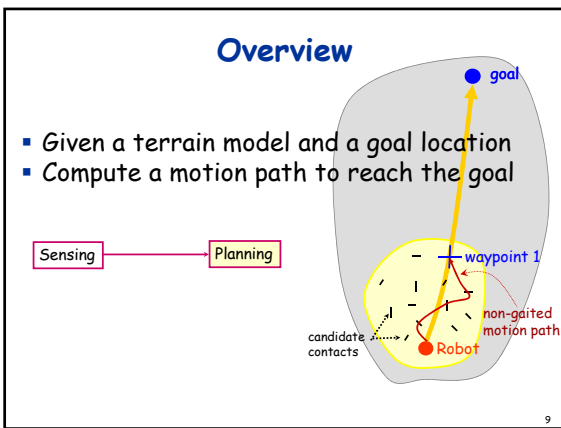 Overview
goal
▪ Given a terrain model and a goal location
▪ Compute a motion path to reach the goal
Sensing
Planning
waypoint 1
non-gaited
motion path
candidate
contacts
Robot
9